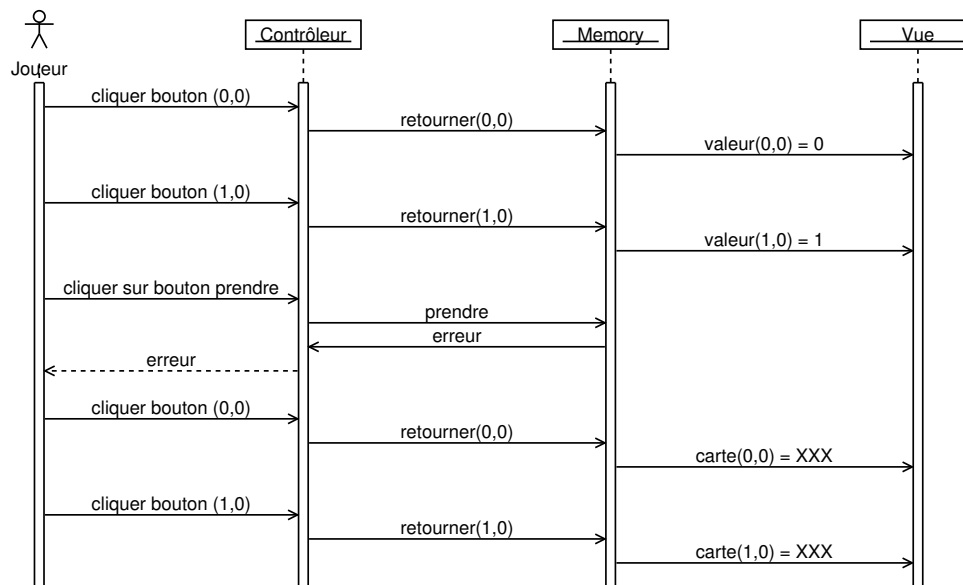 Contrôleur
Memory
Vue
Joueur
cliquer bouton (0,0)
retourner(0,0)
valeur(0,0) = 0
cliquer bouton (1,0)
retourner(1,0)
valeur(1,0) = 1
cliquer sur bouton prendre
prendre
erreur
erreur
cliquer bouton (0,0)
retourner(0,0)
carte(0,0) = XXX
cliquer bouton (1,0)
retourner(1,0)
carte(1,0) = XXX